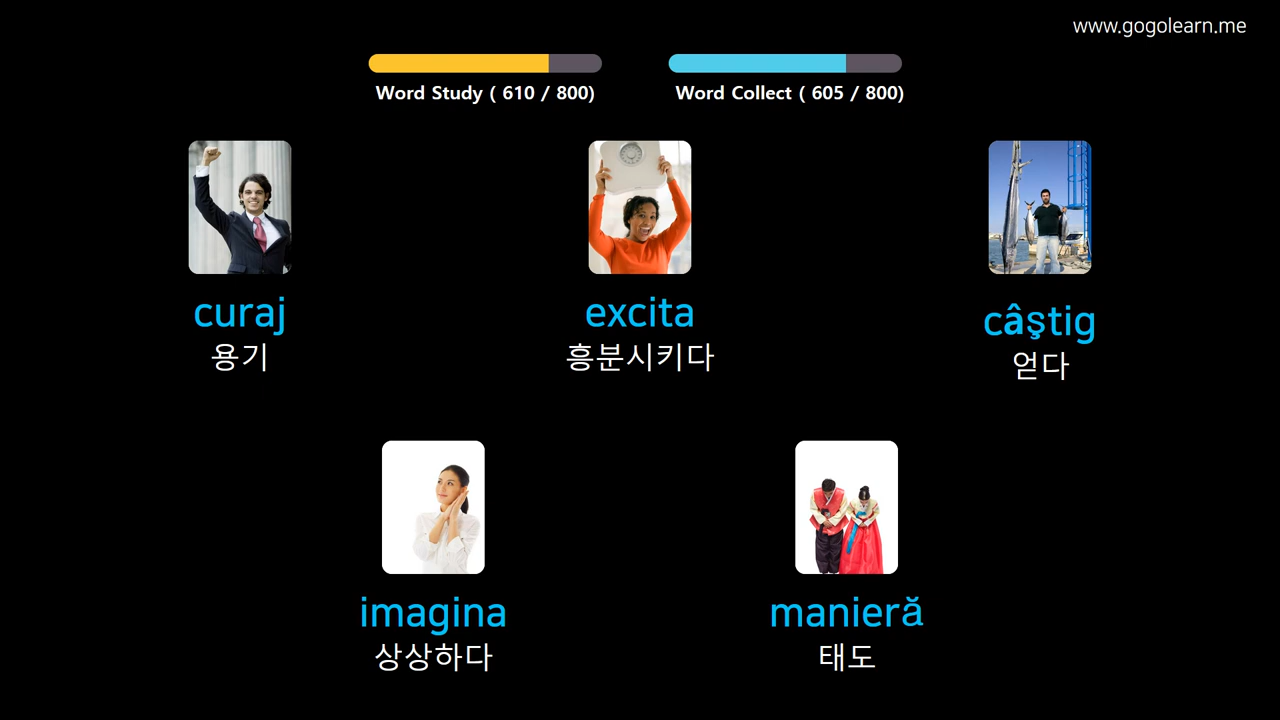 www.gogolearn.me
Word Study ( 610 / 800)
Word Collect ( 605 / 800)
curaj
용기
excita
흥분시키다
câştig
얻다
imagina
상상하다
manieră
태도